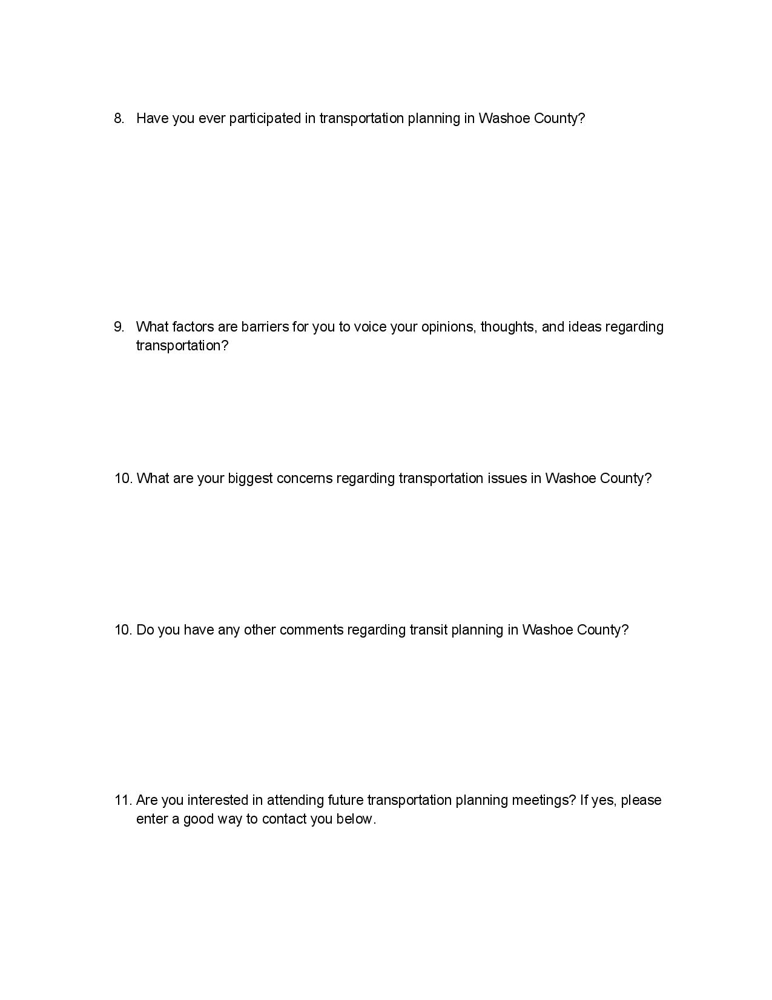 8. Have you ever participated in transportation planning in Washoe County?
9. What factors are barriers for you to voice your opinions, thoughts, and ideas regarding
transportation?
10. What are your biggest concerns regarding transportation issues in Washoe County?
10. Do you have any other comments regarding transit planning in Washoe County?
11. Are you interested in attending future transportation planning meetings? If yes, please
enter a good way to contact you below.